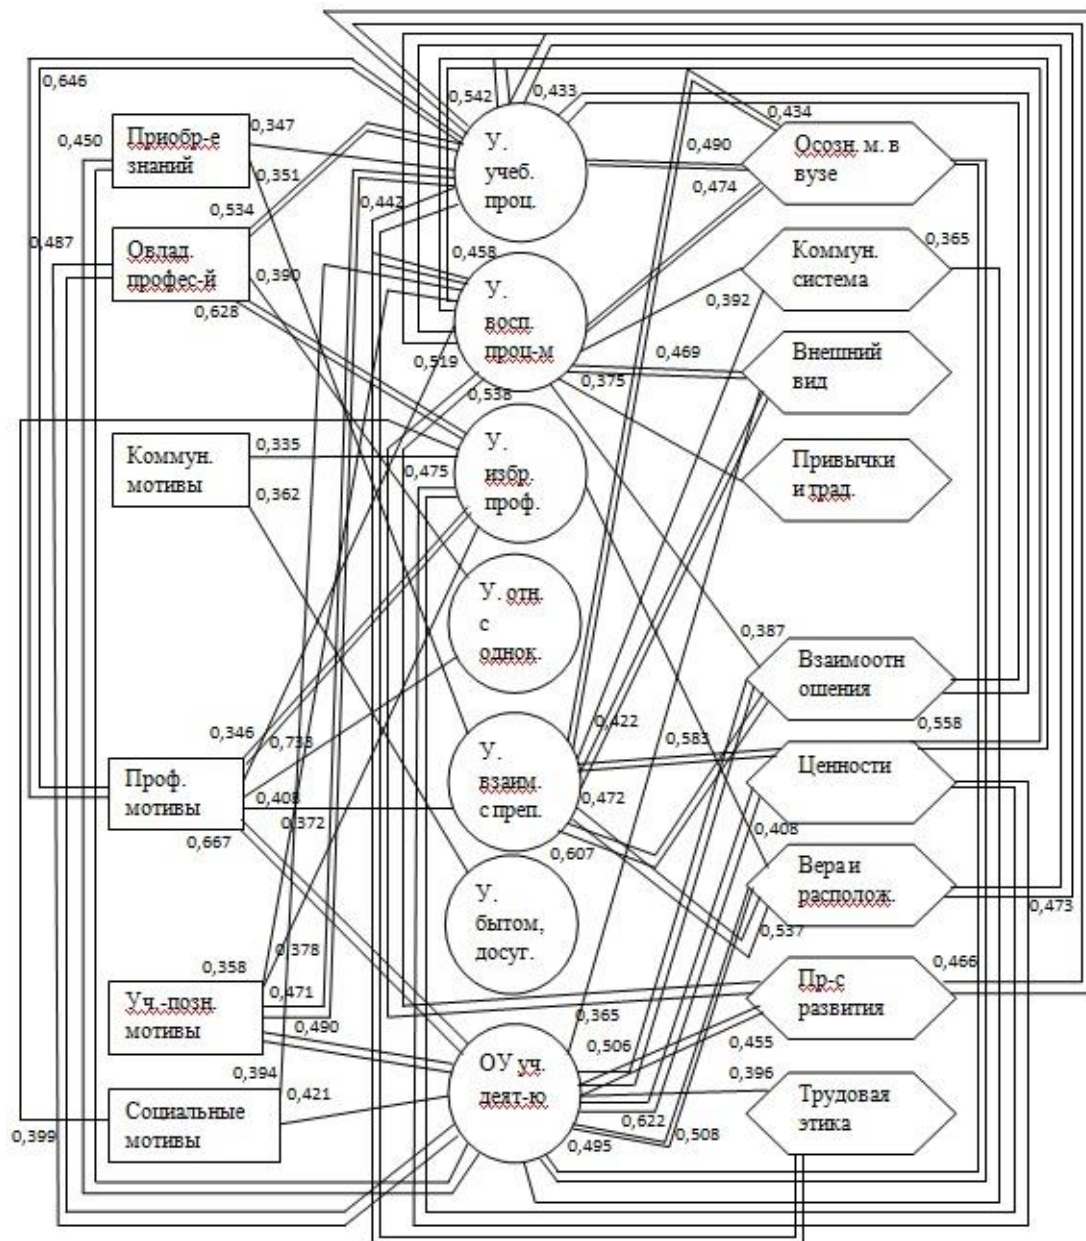 0,646
0,542
0,433
0,434
0,450
Приобр-е
знаний
0,347
У.
учеб.
проц.
0,490
Осозн. м. в
вузе
0,351
0,474
0,534
0,442
0,487
Овлад.
профес-й
0,390
0,458
0,365
Коммун.
система
0,628
У.
восп.
проц-м
0,392
0,519
0,469
Внешний
вид
0,375
0,538
Коммун.
мотивы
0,335
0,475
У.
избр.
проф.
Привычки
и трад.
0,362
У. отн.
с
однок.
0,387
Взаимоотн
ошения
0,346
0,738
0,422
0,583
0,558
Проф.
мотивы
0,408
У.
взаим.
с преп.
Ценности
0,472
0,372
0,667
0,408
0,607
Вера и
располож.
0,473
У.
бытом,
досуг.
0,537
0,378
0,358
0,466
Уч.-позн.
мотивы
0,471
Пр-с
развития
0,490
0,365
0,506
0,455
ОУ уч.
деят-ю
0,394
0,396
Социальные
мотивы
0,421
Трудовая
этика
0,399
0,622
0,508
0,495